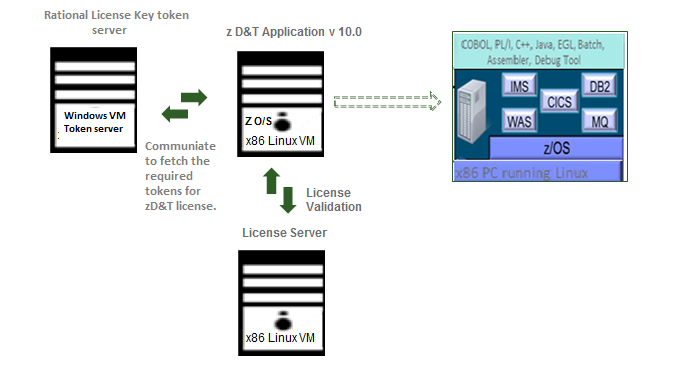 Rational License Key token
server
z D&T Application v 10.0
Windows VM
Token server
Z O/S
x86 Linux VM
Communiate
to fetch the
required
tokens for
zD&T license.
License
Validation
License Server
x86 Linux VM
COBOL, PL/I, C++, Java, EGL, Batch,
Assembler, Debug Tool
IMS
DB2
CICS
WAS
MQ
z/OS
x86 PC running Linux